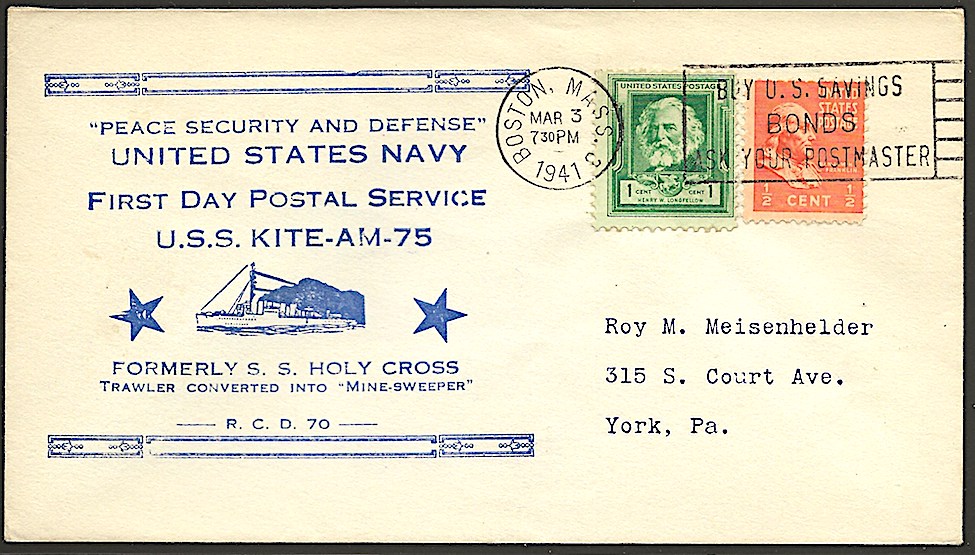 "PEACE SECURITY AND DEFENSE"
UNITED STATES NAVY
FIRST DAY POSTAL SERVICE
U.S.S. KITE-AM-75
FORMERLY S. S. HOLY CROSS
TRAWLER CONVERTED INTO "MINE-SWEEPER"
R. C. D. 70
BOSTON, MASS. 3
MAR 3
7 30 PM
1941
UNITED STATES POSTAGE
1 CENT CENT 1
HENRY W. LONGFELLOW
STATES
FRANKLIN
1/2 CENT 1/2
BUY U.S. SAVINGS
BONDS
ASK YOUR POSTMASTER
Roy M. Meisenhelder
315 S. Court Ave.
York, Pa.